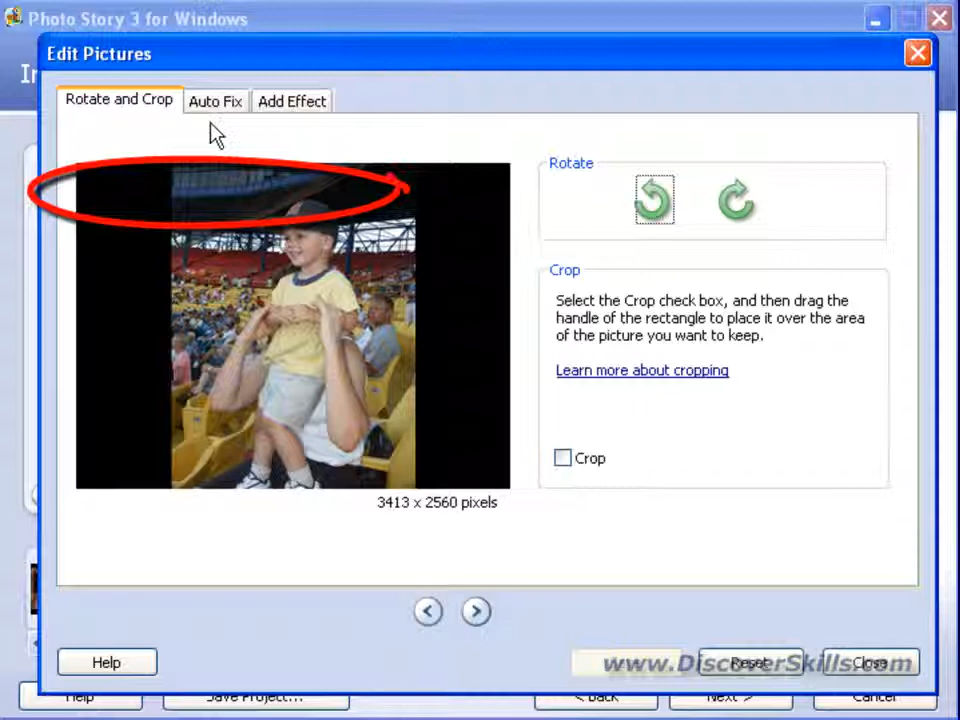 Photo Story 3 for Windows
Edit Pictures
Rotate and Crop
Auto Fix
Add Effect
Rotate
Crop
Select the Crop check box, and then drag the
handle of the rectangle to place it over the area
of the picture you want to keep.
Learn more about cropping
Crop
3413 x 2560 pixels
Help
Reset
Close
www.DiscoverSkills.com
Help
Save Project...
< Back
Next >
Cancel